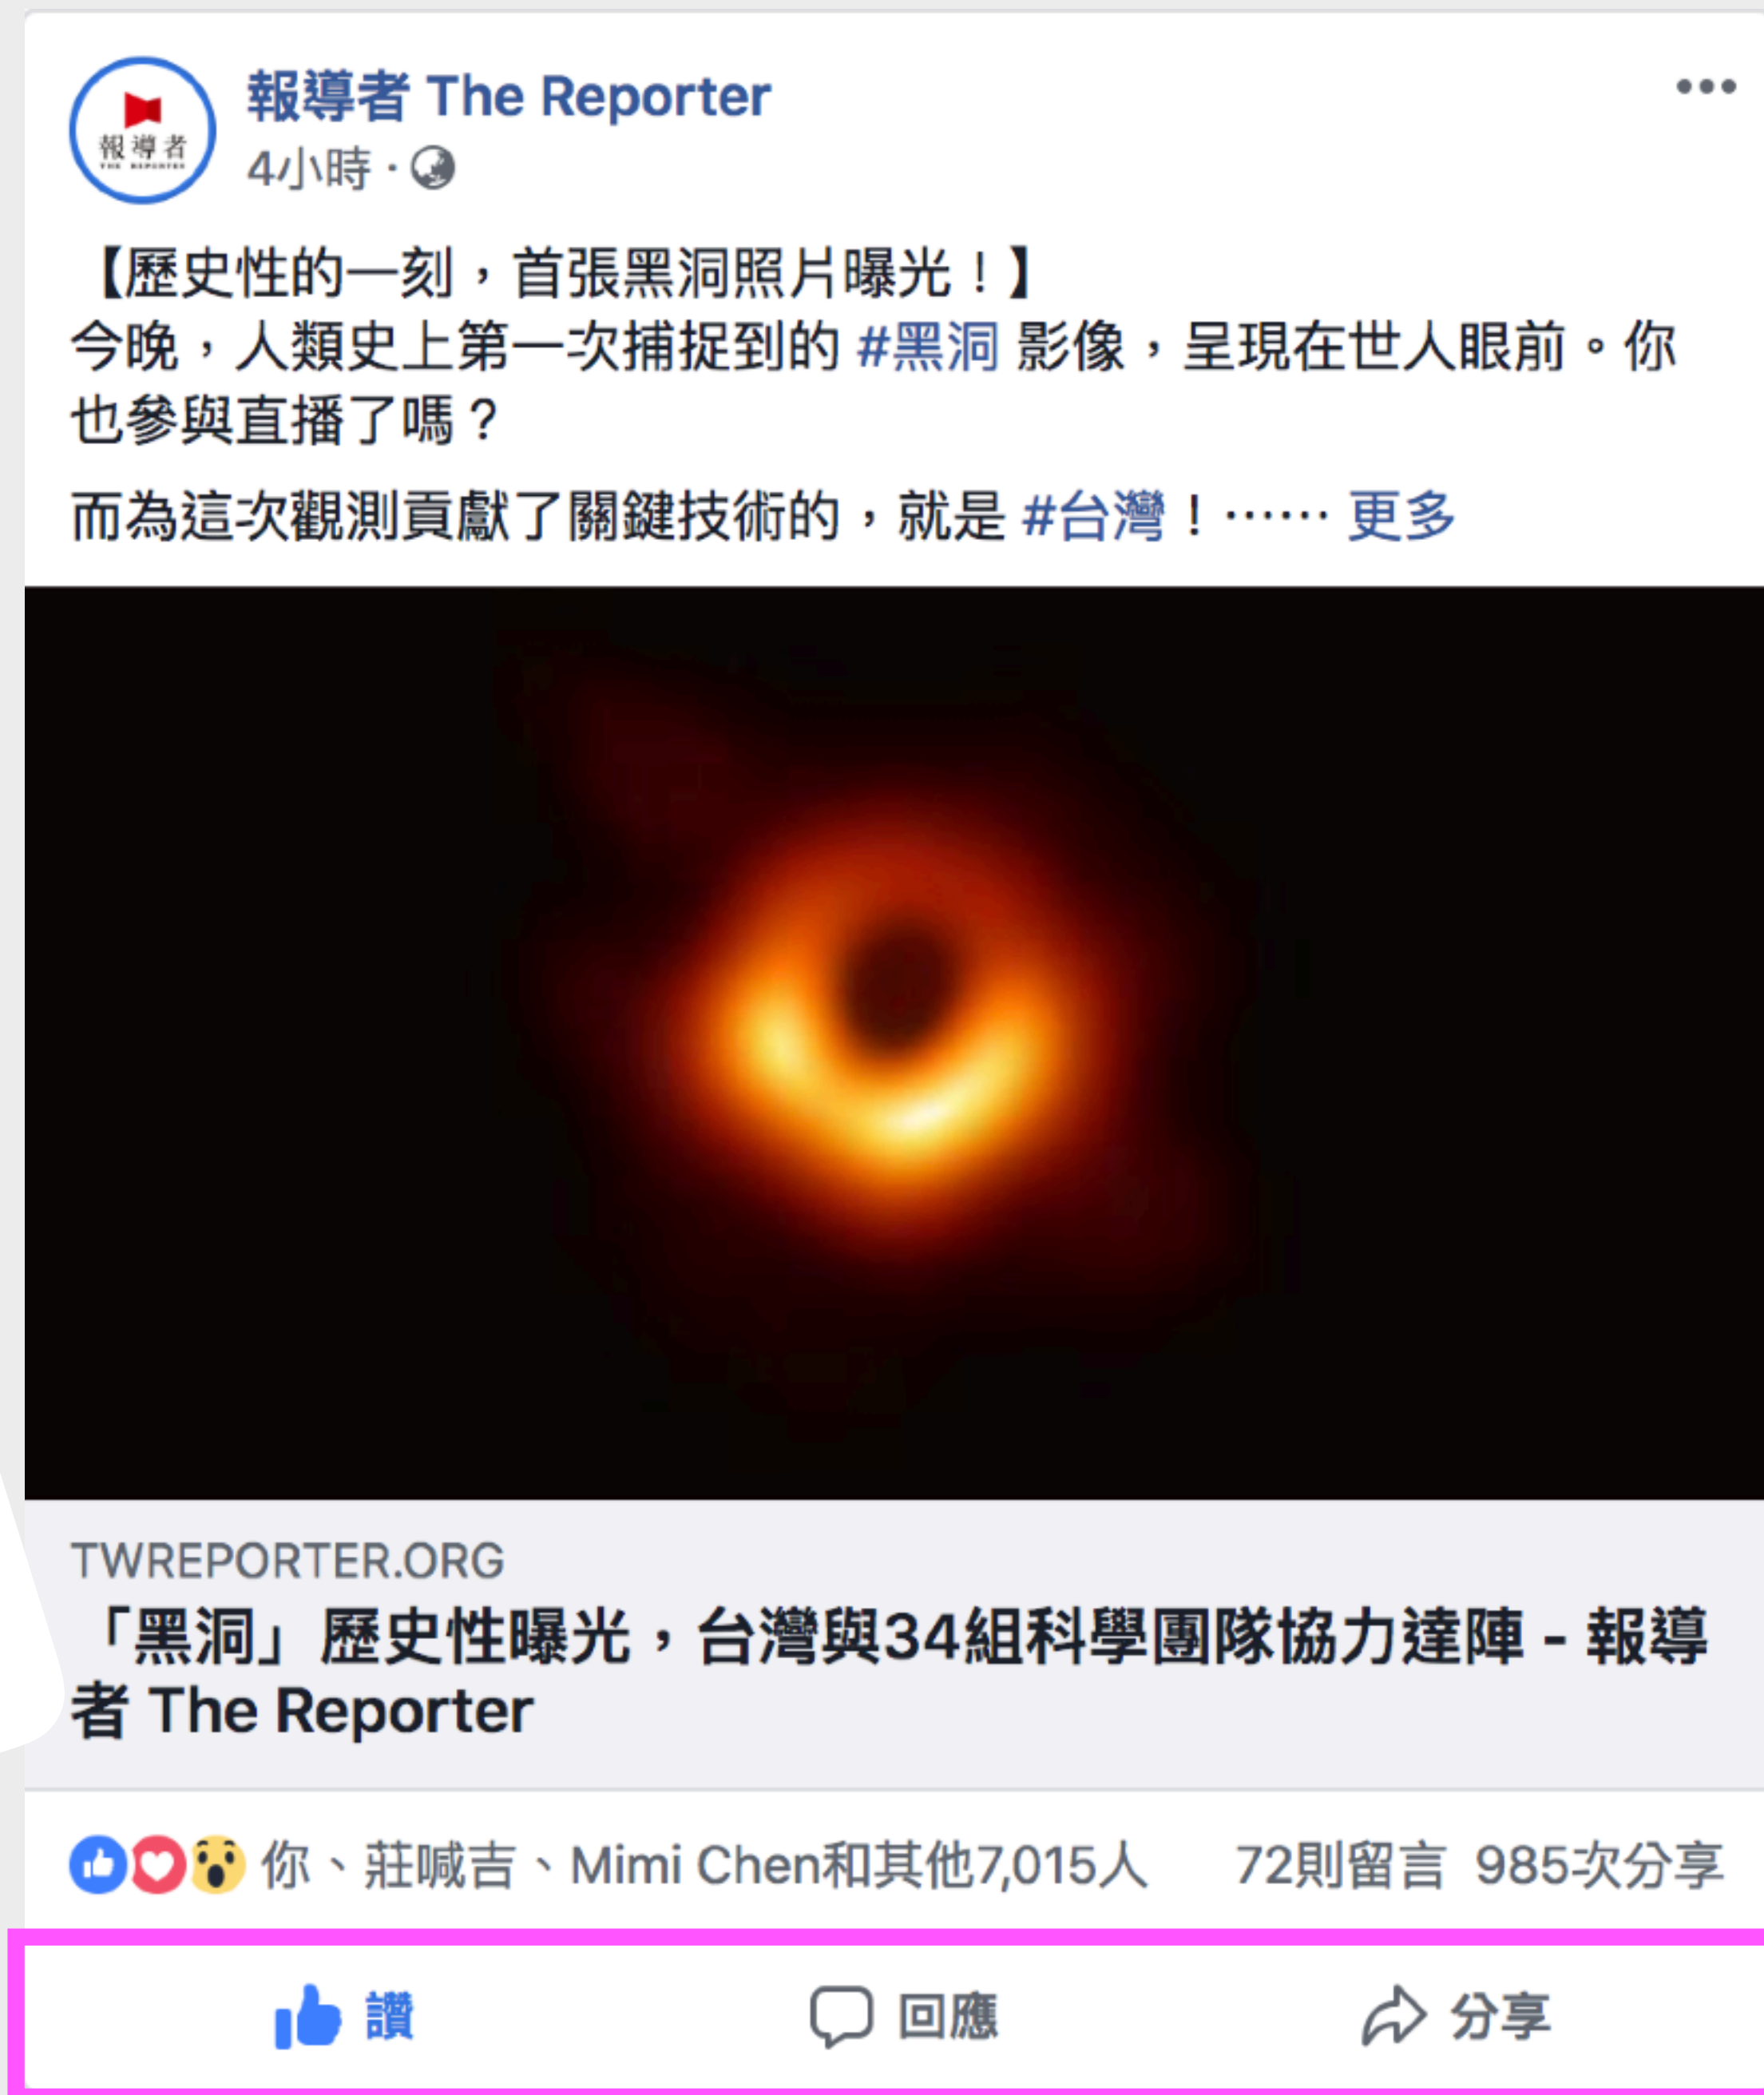 報導者 The Reporter
報導者
THE REPORTER
4小時 ·
【歷史性的一刻，首張黑洞照片曝光！】
今晚，人類史上第一次捕捉到的 #黑洞 影像，呈現在世人眼前。你
也參與直播了嗎？
而為這次觀測貢獻了關鍵技術的，就是 #台灣！…… 更多
TWREPORTER.ORG
「黑洞」歷史性曝光，台灣與34組科學團隊協力達陣 - 報導
者 The Reporter
你、莊喊吉、Mimi Chen和其他7,015人 72則留言 985次分享
讚 回應 分享